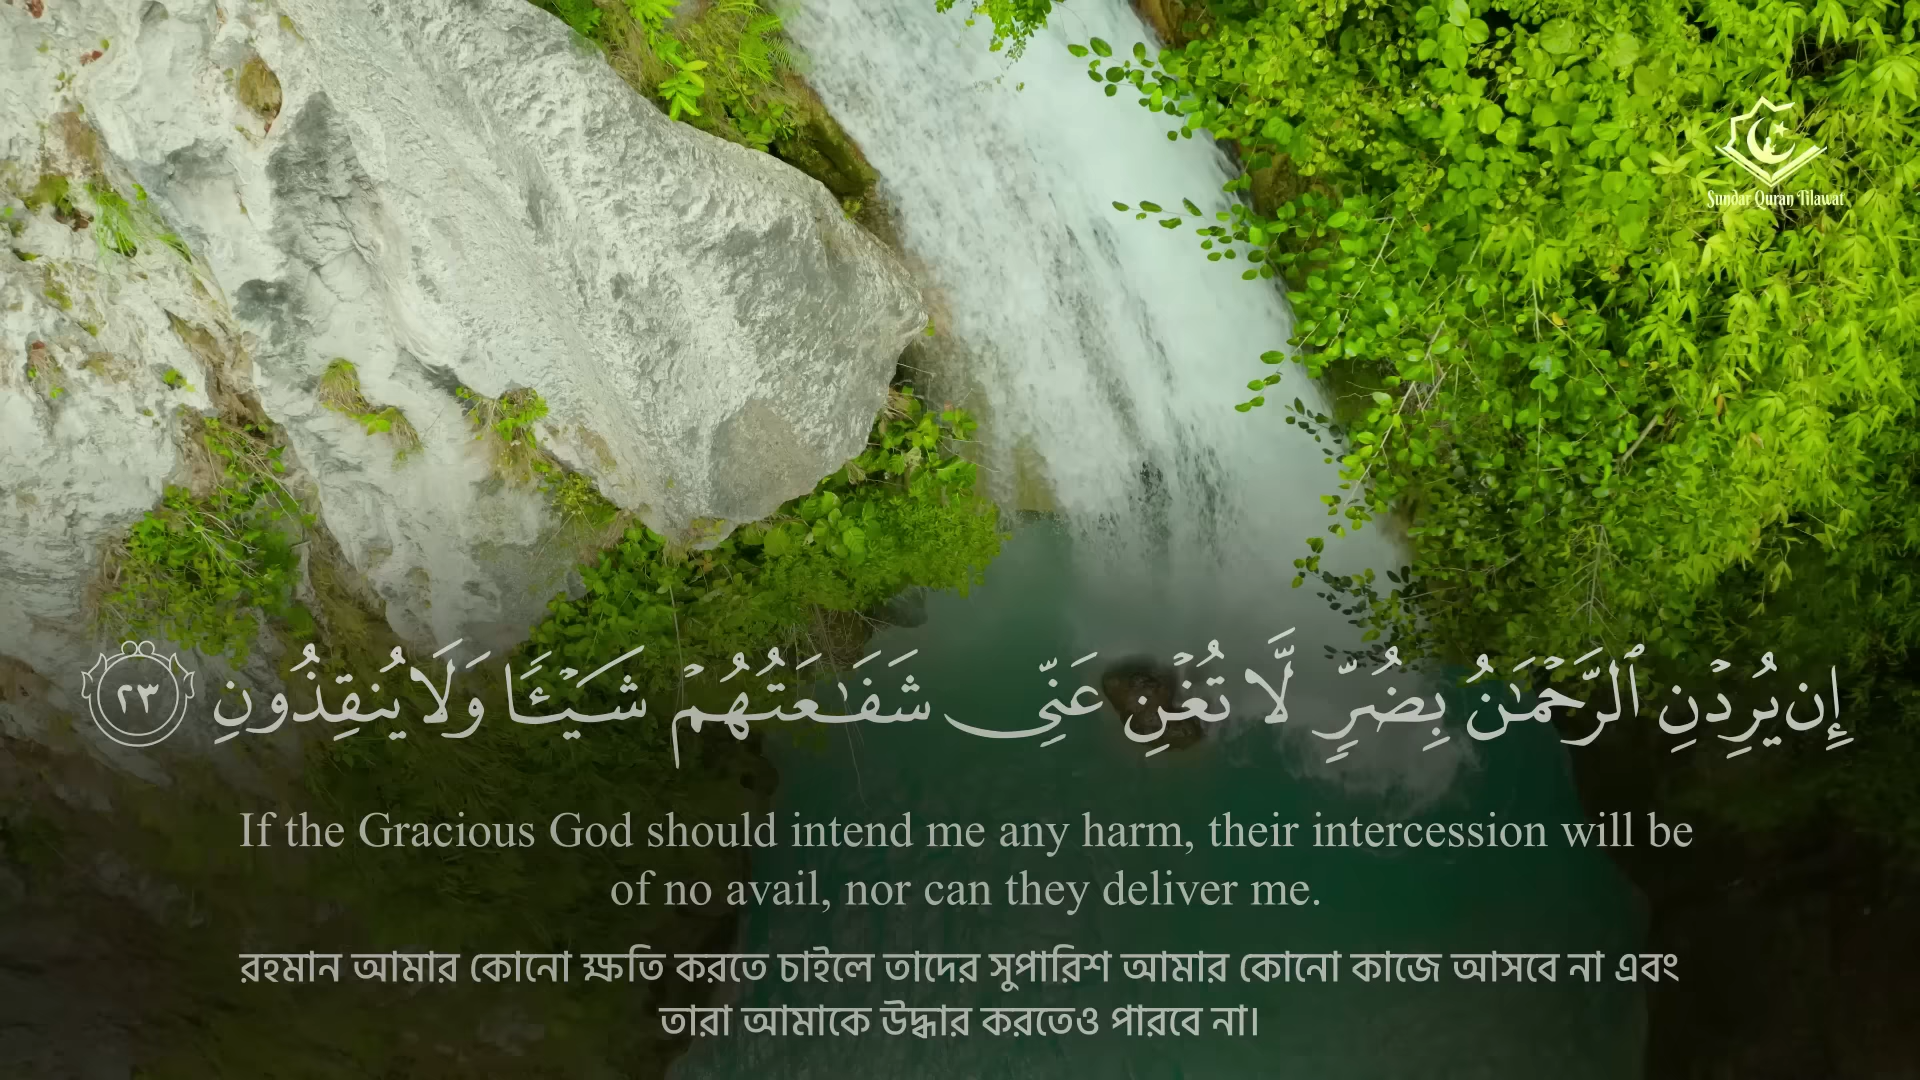 Sundar Quran Tilawat
إِن يُرِدْنِ ٱلرَّحْمَـٰنُ بِضُرٍّ لَّا تُغْنِ عَنِّى شَفَـٰعَتُهُمْ شَيْـًٔا وَلَا يُنقِذُونِ ٢٣
If the Gracious God should intend me any harm, their intercession will be
of no avail, nor can they deliver me.
রহমান আমার কোনো ক্ষতি করতে চাইলে তাদের সুপারিশ আমার কোনো কাজে আসবে না এবং
তারা আমাকে উদ্ধার করতেও পারবে না।